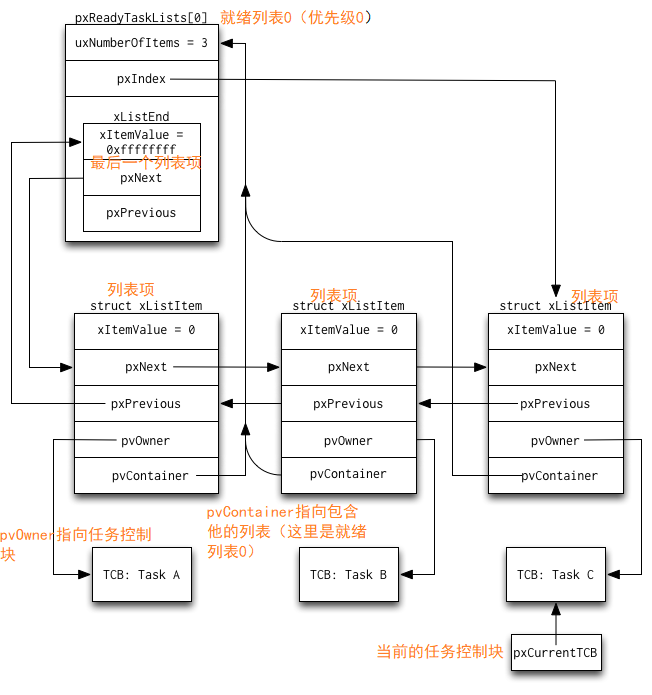 pxReadyTaskLists[0] 就绪列表0（优先级0）
uxNumberOfItems = 3
pxIndex
xListEnd
xItemValue =
0xffffffff
最后一个列表项
pxNext
pxPrevious
列表项
struct xListItem
xItemValue = 0
pxNext
pxPrevious
pvOwner
pvContainer
列表项
struct xListItem
xItemValue = 0
pxNext
pxPrevious
pvOwner
pvContainer
列表项
struct xListItem
xItemValue = 0
pxNext
pxPrevious
pvOwner
pvContainer
pvOwner指向任务控制
块
pvContainer指向包含
他的列表（这里是就绪
列表0）
TCB: Task A
TCB: Task B
TCB: Task C
当前的任务控制块
pxCurrentTCB